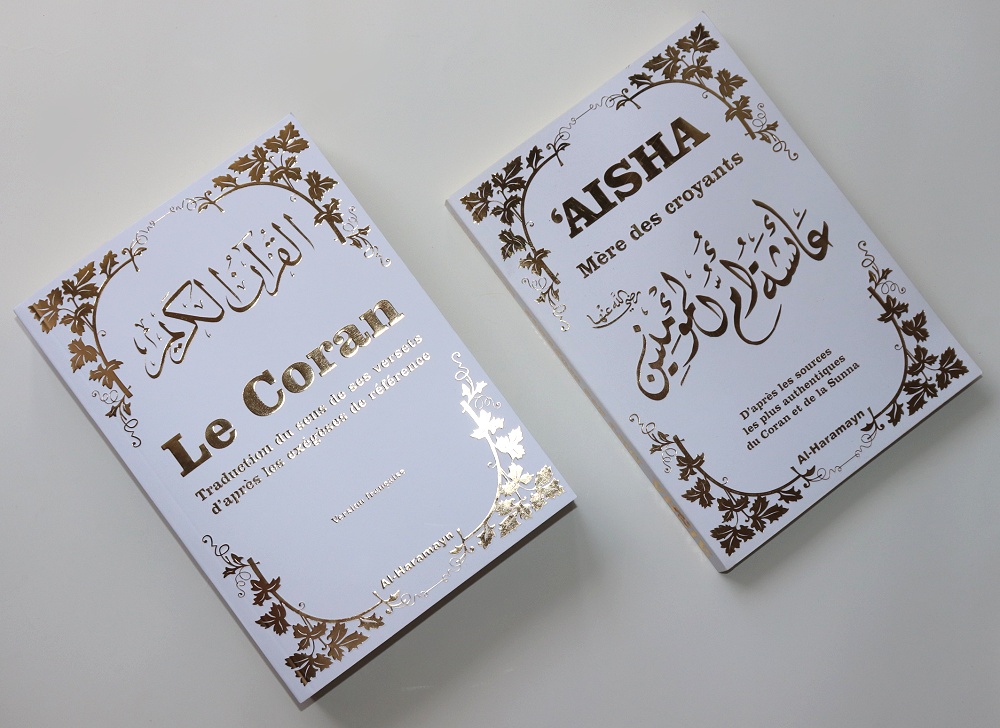 القرآن الكريم
Le Coran
Traduction du sens de ses versets
d'après les exégèses de référence
Version française
Al-Haramayn
‘AISHA
Mère des croyants
عائشة أم المؤمنين
رضي الله عنها
D'après les sources
les plus authentiques
du Coran et de la Sunna
Al-Haramayn